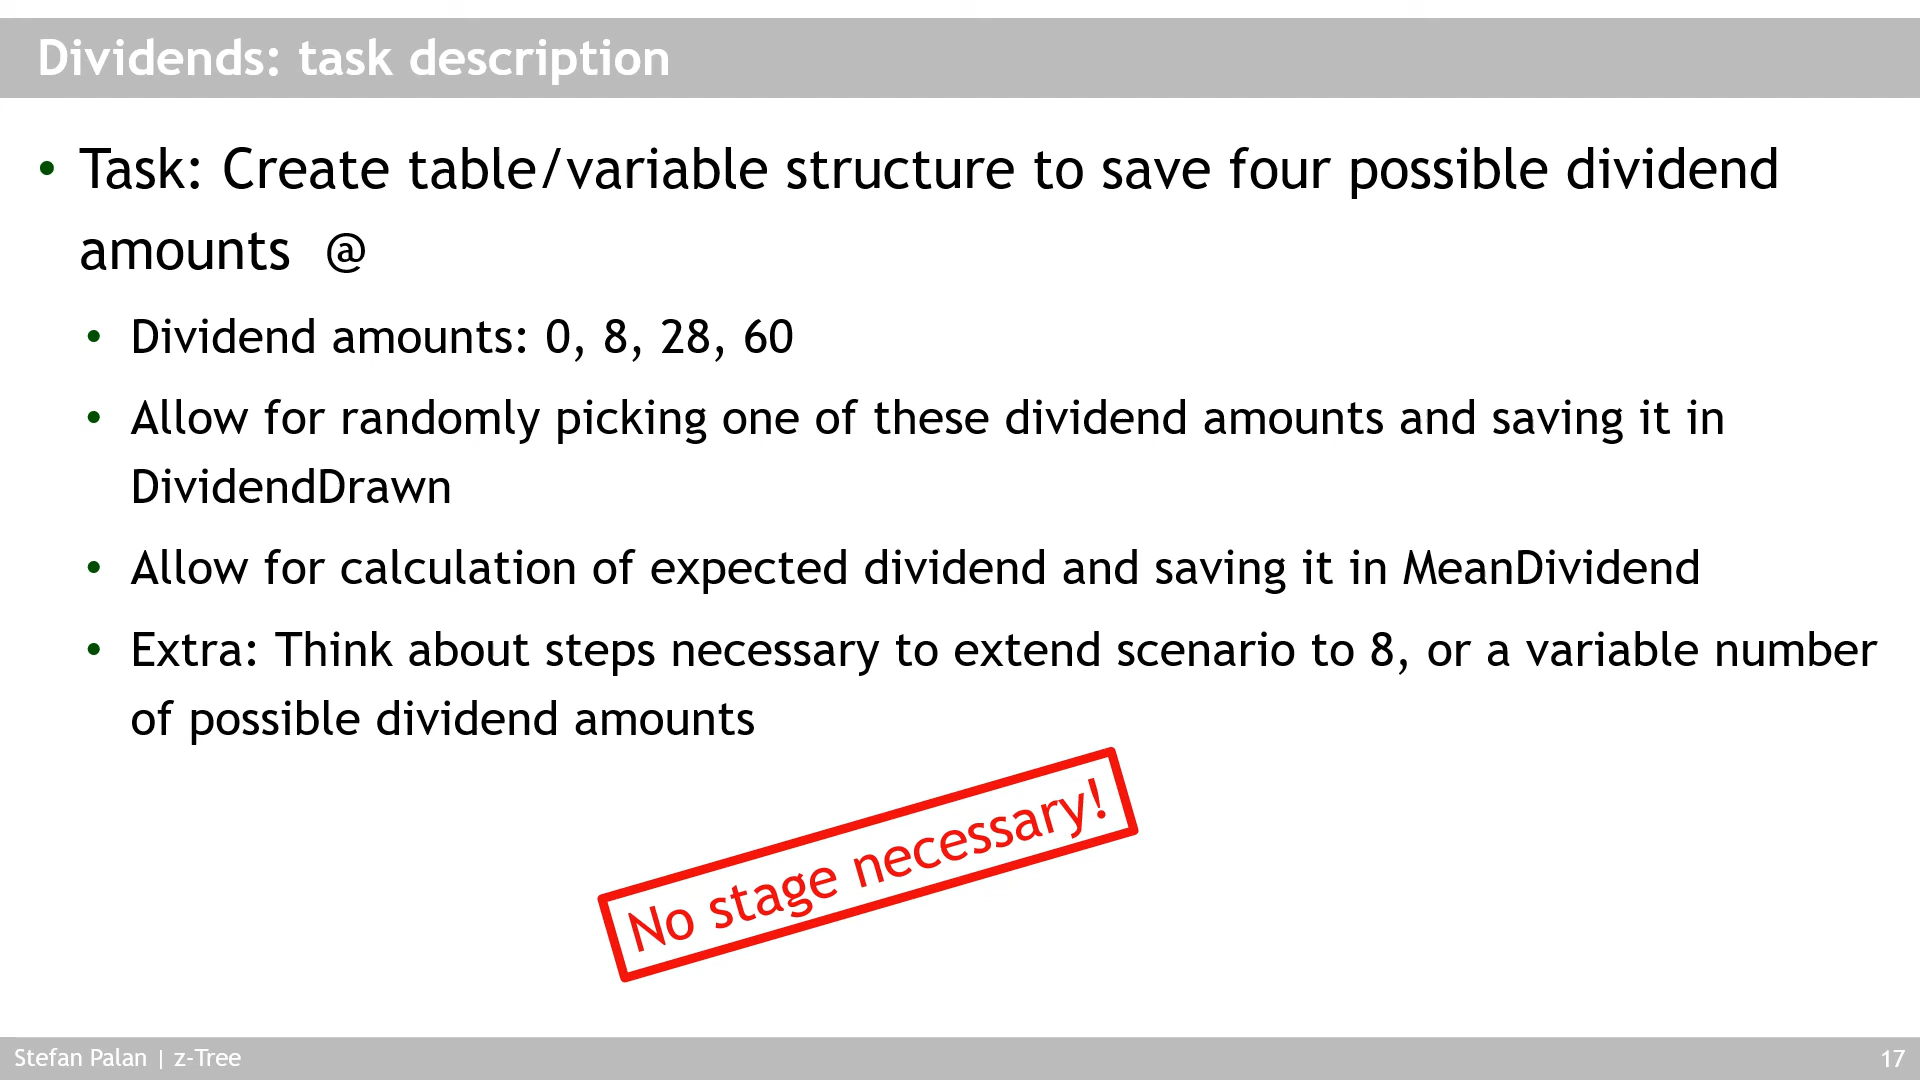 Dividends: task description
• Task: Create table/variable structure to save four possible dividend
amounts @
• Dividend amounts: 0, 8, 28, 60
• Allow for randomly picking one of these dividend amounts and saving it in
DividendDrawn
• Allow for calculation of expected dividend and saving it in MeanDividend
• Extra: Think about steps necessary to extend scenario to 8, or a variable number
of possible dividend amounts
No stage necessary!
Stefan Palan | z-Tree
17